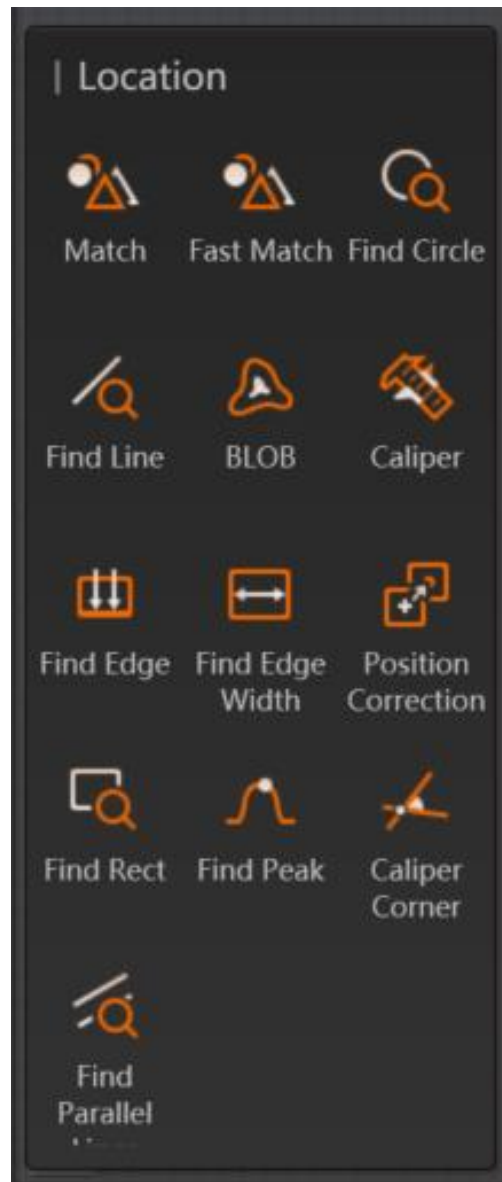 Location
Match
Fast Match
Find Circle
Find Line
BLOB
Caliper
Find Edge
Find Edge
Width
Position
Correction
Find Rect
Find Peak
Caliper
Corner
Find
Parallel